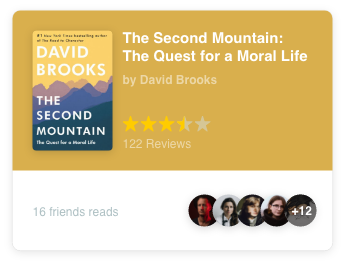 #1 New York Times bestselling author
of The Road to Character
DAVID
BROOKS
THE
SECOND
MOUNTAIN
The Quest for a Moral Life
The Second Mountain:
The Quest for a Moral Life
by David Brooks
122 Reviews
16 friends reads
+12